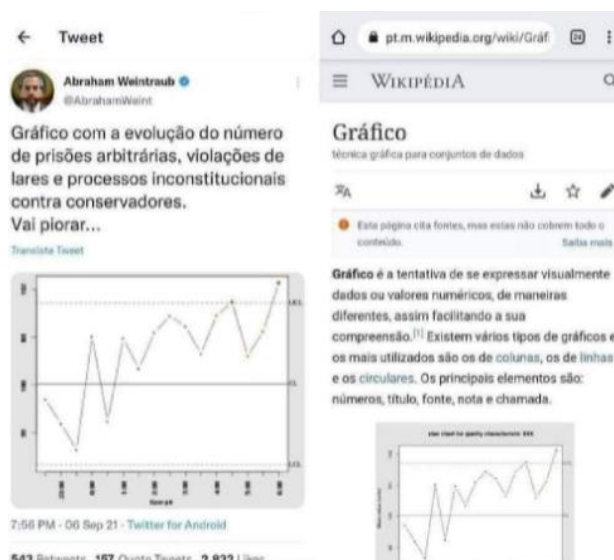 Tweet
Abraham Weintraub
@AbrahamWeint
Gráfico com a evolução do número
de prisões arbitrárias, violações de
lares e processos inconstitucionais
contra conservadores.
Vai piorar...
Translate Tweet
7:56 PM - 06 Sep 21 - Twitter for Android
543 Retweets 157 Quote Tweets 2,832 Likes
pt.m.wikipedia.org/wiki/Gráf
WIKIPÉDIA
Gráfico
técnica gráfica para conjuntos de dados
Esta página cita fontes, mas estas não cobrem todo o
conteúdo. Saiba mais
Gráfico é a tentativa de se expressar visualmente
dados ou valores numéricos, de maneiras
diferentes, assim facilitando a sua
compreensão.[1] Existem vários tipos de gráficos e
os mais utilizados são os de colunas, os de linhas
e os circulares. Os principais elementos são:
números, título, fonte, nota e chamada.